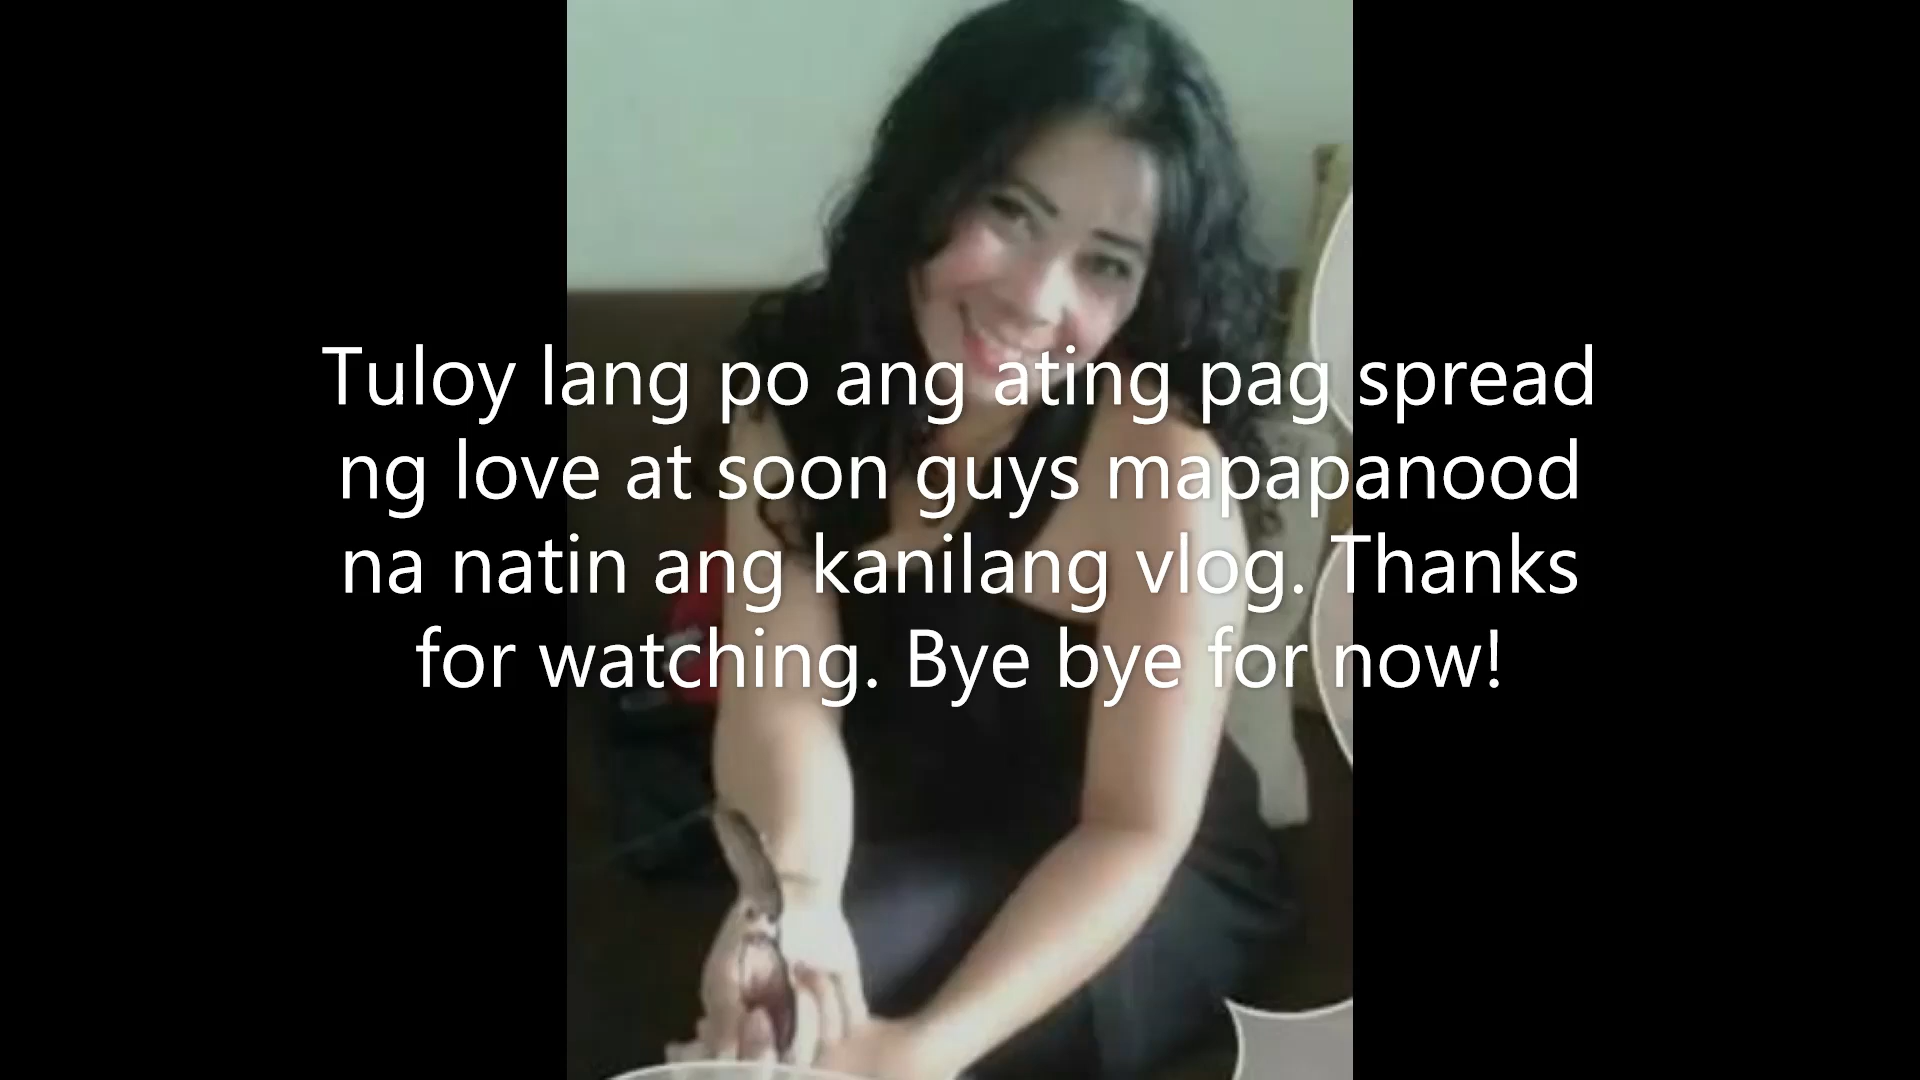 Tuloy lang po ang ating pag spread
ng love at soon guys mapapanood
na natin ang kanilang vlog. Thanks
for watching. Bye bye for now!